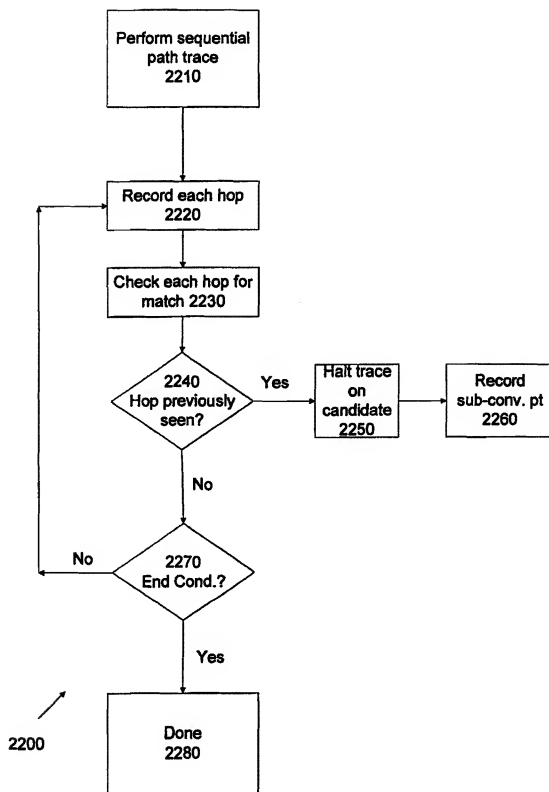 Perform sequential
path trace
2210
Record each hop
2220
Check each hop for
match 2230
2240
Hop previously
seen?
Yes
Halt trace
on
candidate
2250
Record
sub-conv. pt
2260
No
No
2270
End Cond.?
Yes
Done
2280
2200